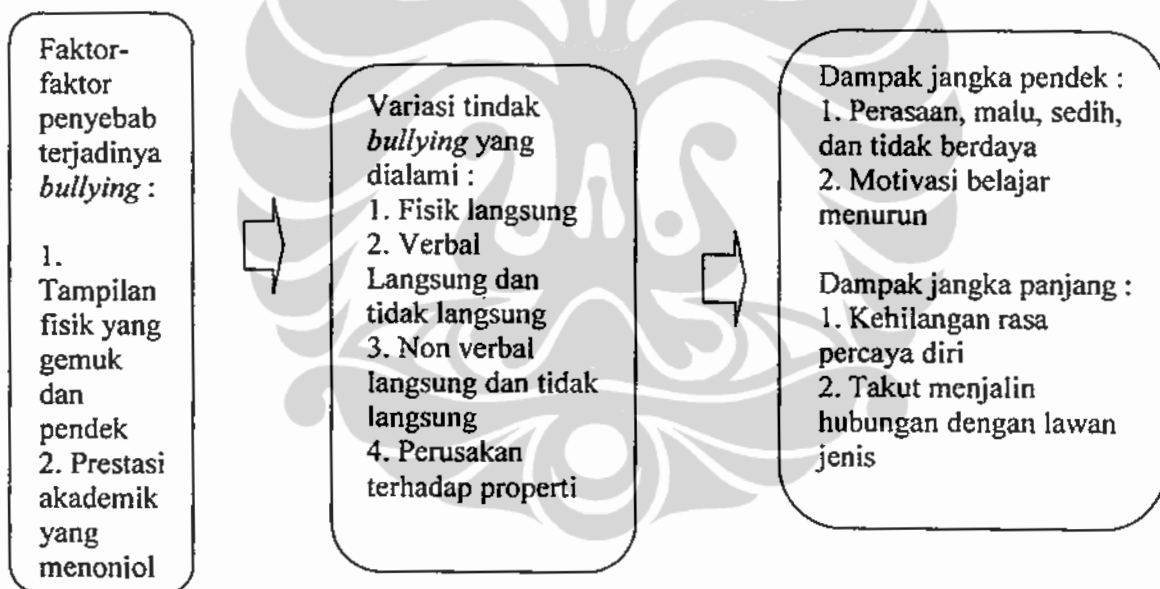 Faktor-
faktor
penyebab
terjadinya
bullying :
1.
Tampilan
fisik yang
gemuk
dan
pendek
2. Prestasi
akademik
yang
menonjol
Variasi tindak
bullying yang
dialami :
1. Fisik langsung
2. Verbal
Langsung dan
tidak langsung
3. Non verbal
langsung dan tidak
langsung
4. Perusakan
terhadap properti
Dampak jangka pendek :
1. Perasaan, malu, sedih,
dan tidak berdaya
2. Motivasi belajar
menurun
Dampak jangka panjang :
1. Kehilangan rasa
percaya diri
2. Takut menjalin
hubungan dengan lawan
jenis